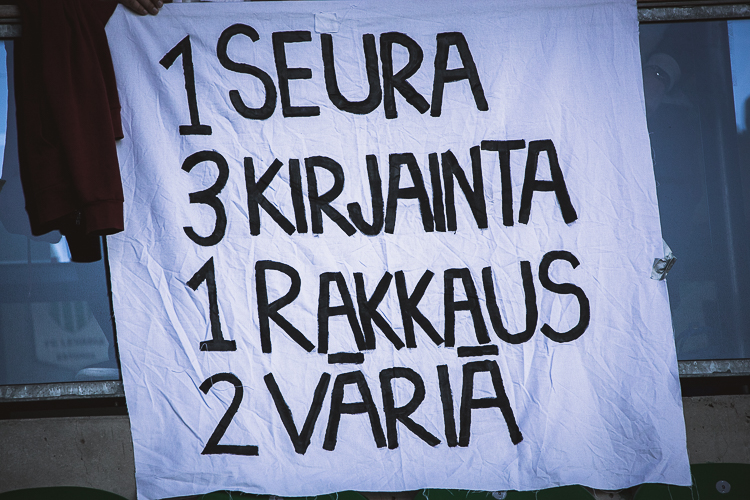 1 SEURA
3 KIRJAINTA
1 RAKKAUS
2 VÄRIÄ